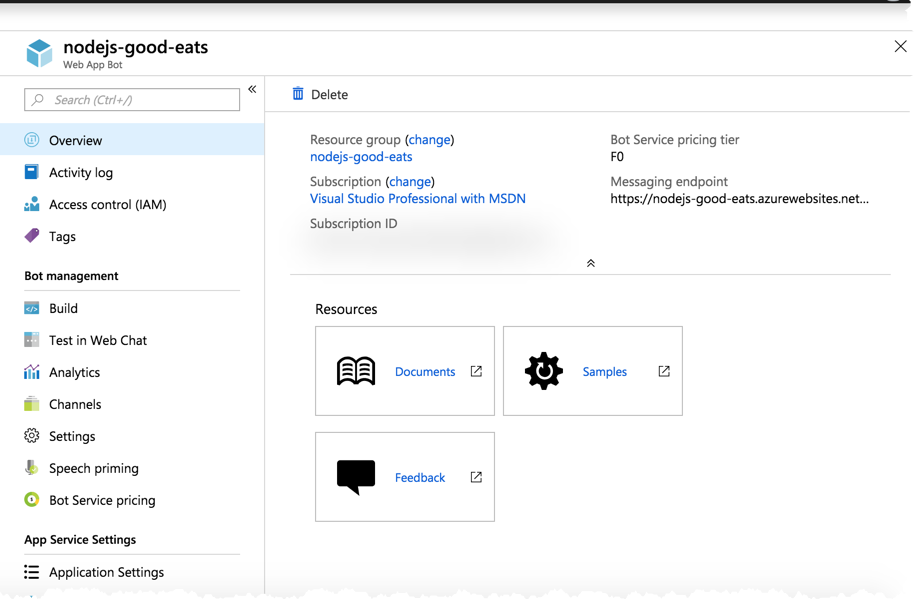 nodejs-good-eats
Web App Bot
Search (Ctrl+/)
Overview
Activity log
Access control (IAM)
Tags
Bot management
Build
Test in Web Chat
Analytics
Channels
Settings
Speech priming
Bot Service pricing
App Service Settings
Application Settings
Delete
Resource group (change)
nodejs-good-eats
Subscription (change)
Visual Studio Professional with MSDN
Subscription ID
Bot Service pricing tier
F0
Messaging endpoint
https://nodejs-good-eats.azurewebsites.net...
Resources
Documents
Samples
Feedback